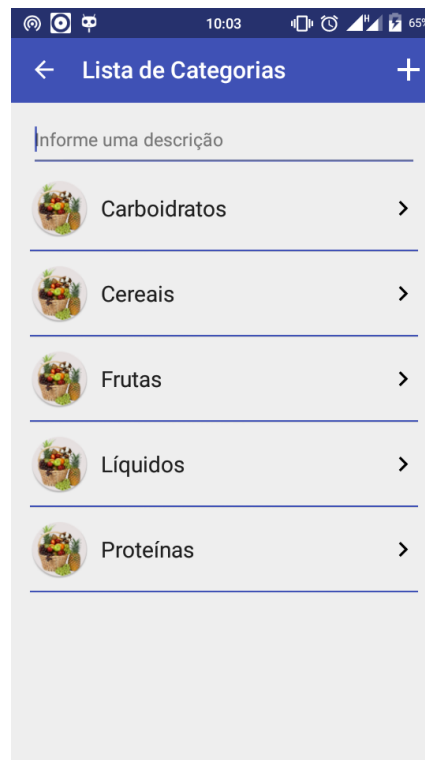 10:03 H 65%
Lista de Categorias
Informe uma descrição
Carboidratos
Cereais
Frutas
Líquidos
Proteínas